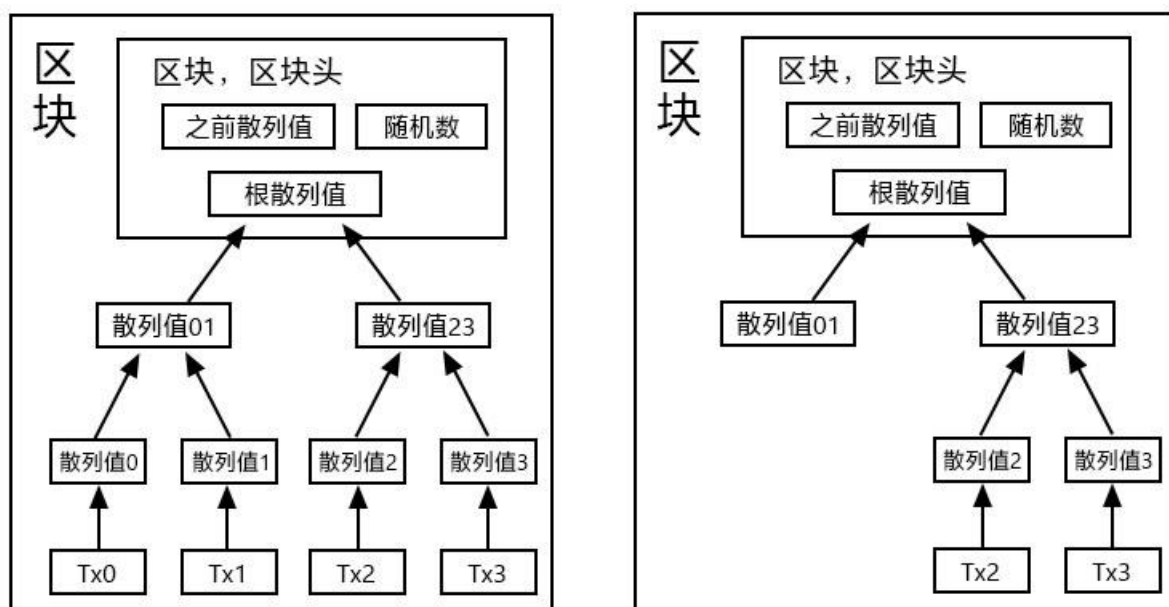 区块
区块，区块头
之前散列值
随机数
根散列值
散列值01
散列值23
散列值0
散列值1
散列值2
散列值3
Tx0
Tx1
Tx2
Tx3
区块
区块，区块头
之前散列值
随机数
根散列值
散列值01
散列值23
散列值2
散列值3
Tx2
Tx3